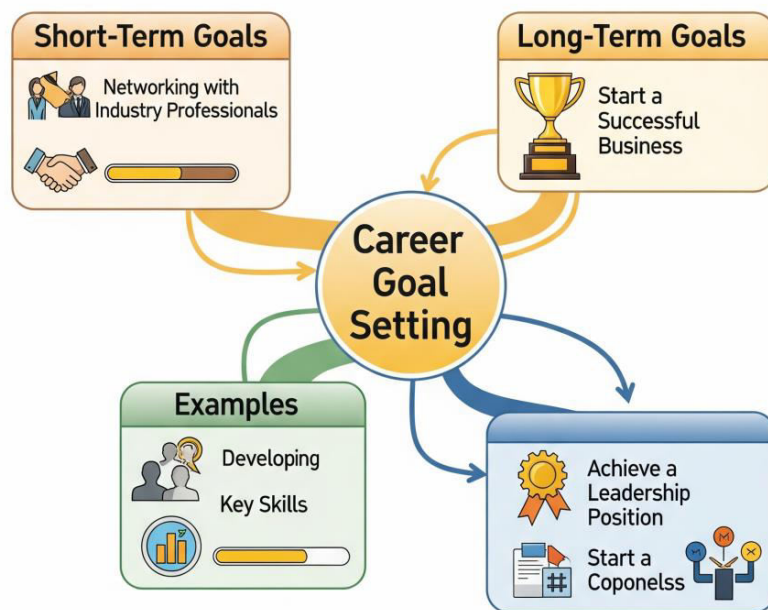 Short-Term Goals
Networking with
Industry Professionals
Long-Term Goals
Start a
Successful
Business
Career
Goal
Setting
Examples
Developing
Key Skills
Achieve a
Leadership
Position
Start a
Coponelss
#